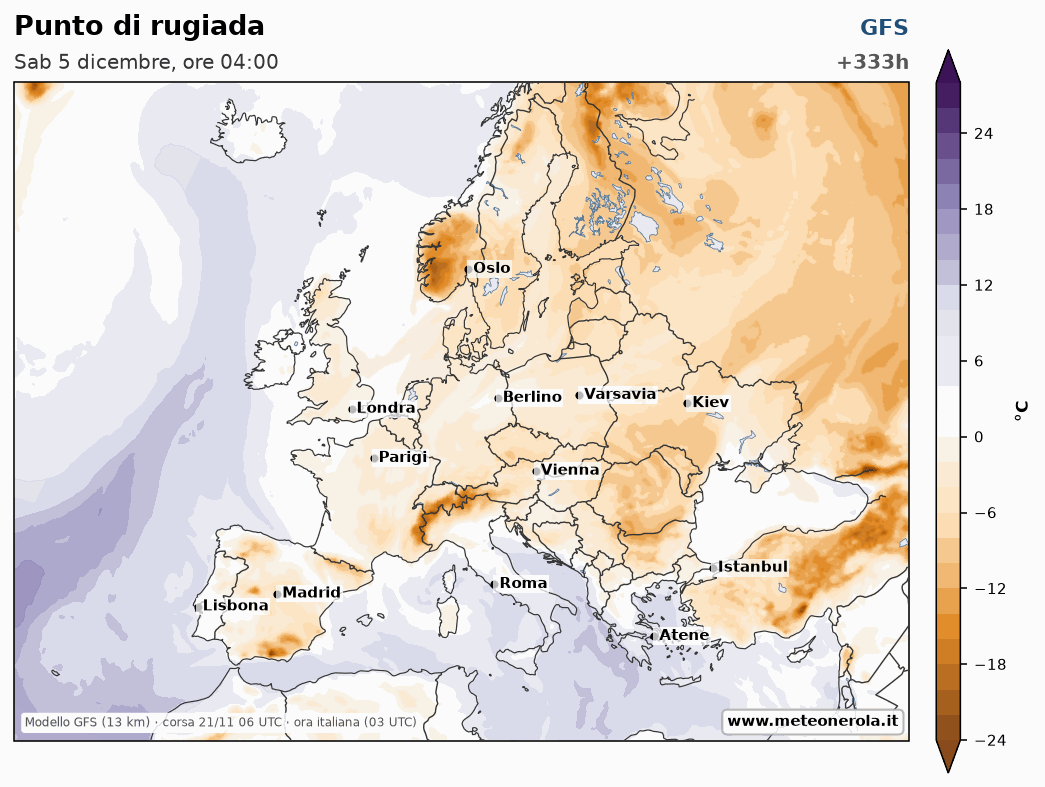 Punto di rugiada
GFS
Sab 5 dicembre, ore 04:00
+333h
24
18
12
6
0
−6
−12
−18
−24
°C
Oslo
Berlino
Varsavia
Kiev
Londra
Parigi
Vienna
Istanbul
Roma
Madrid
Lisbona
Atene
Modello GFS (13 km) · corsa 21/11 06 UTC · ora italiana (03 UTC)
www.meteonerola.it